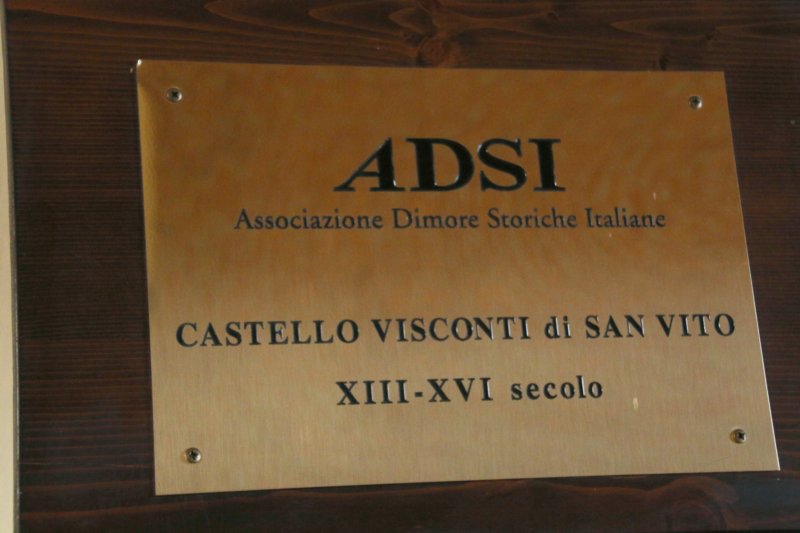 ADSI
Associazione Dimore Storiche Italiane
CASTELLO VISCONTI di SAN VITO
XIII-XVI secolo